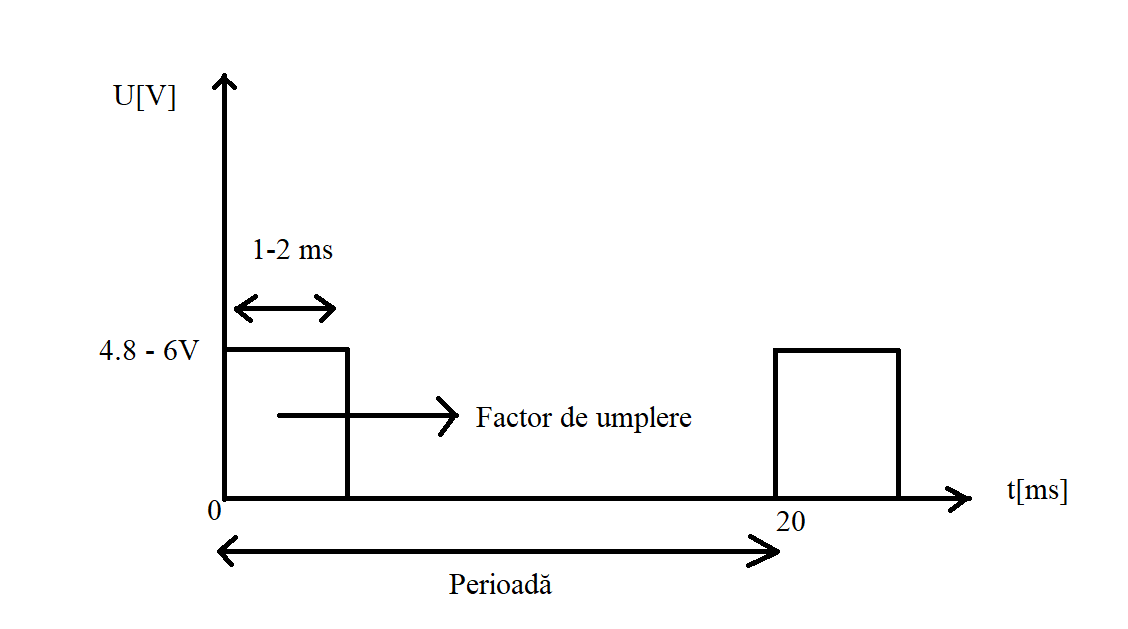 U[V]
1-2 ms
4.8 - 6V
Factor de umplere
t[ms]
0
20
Perioadă